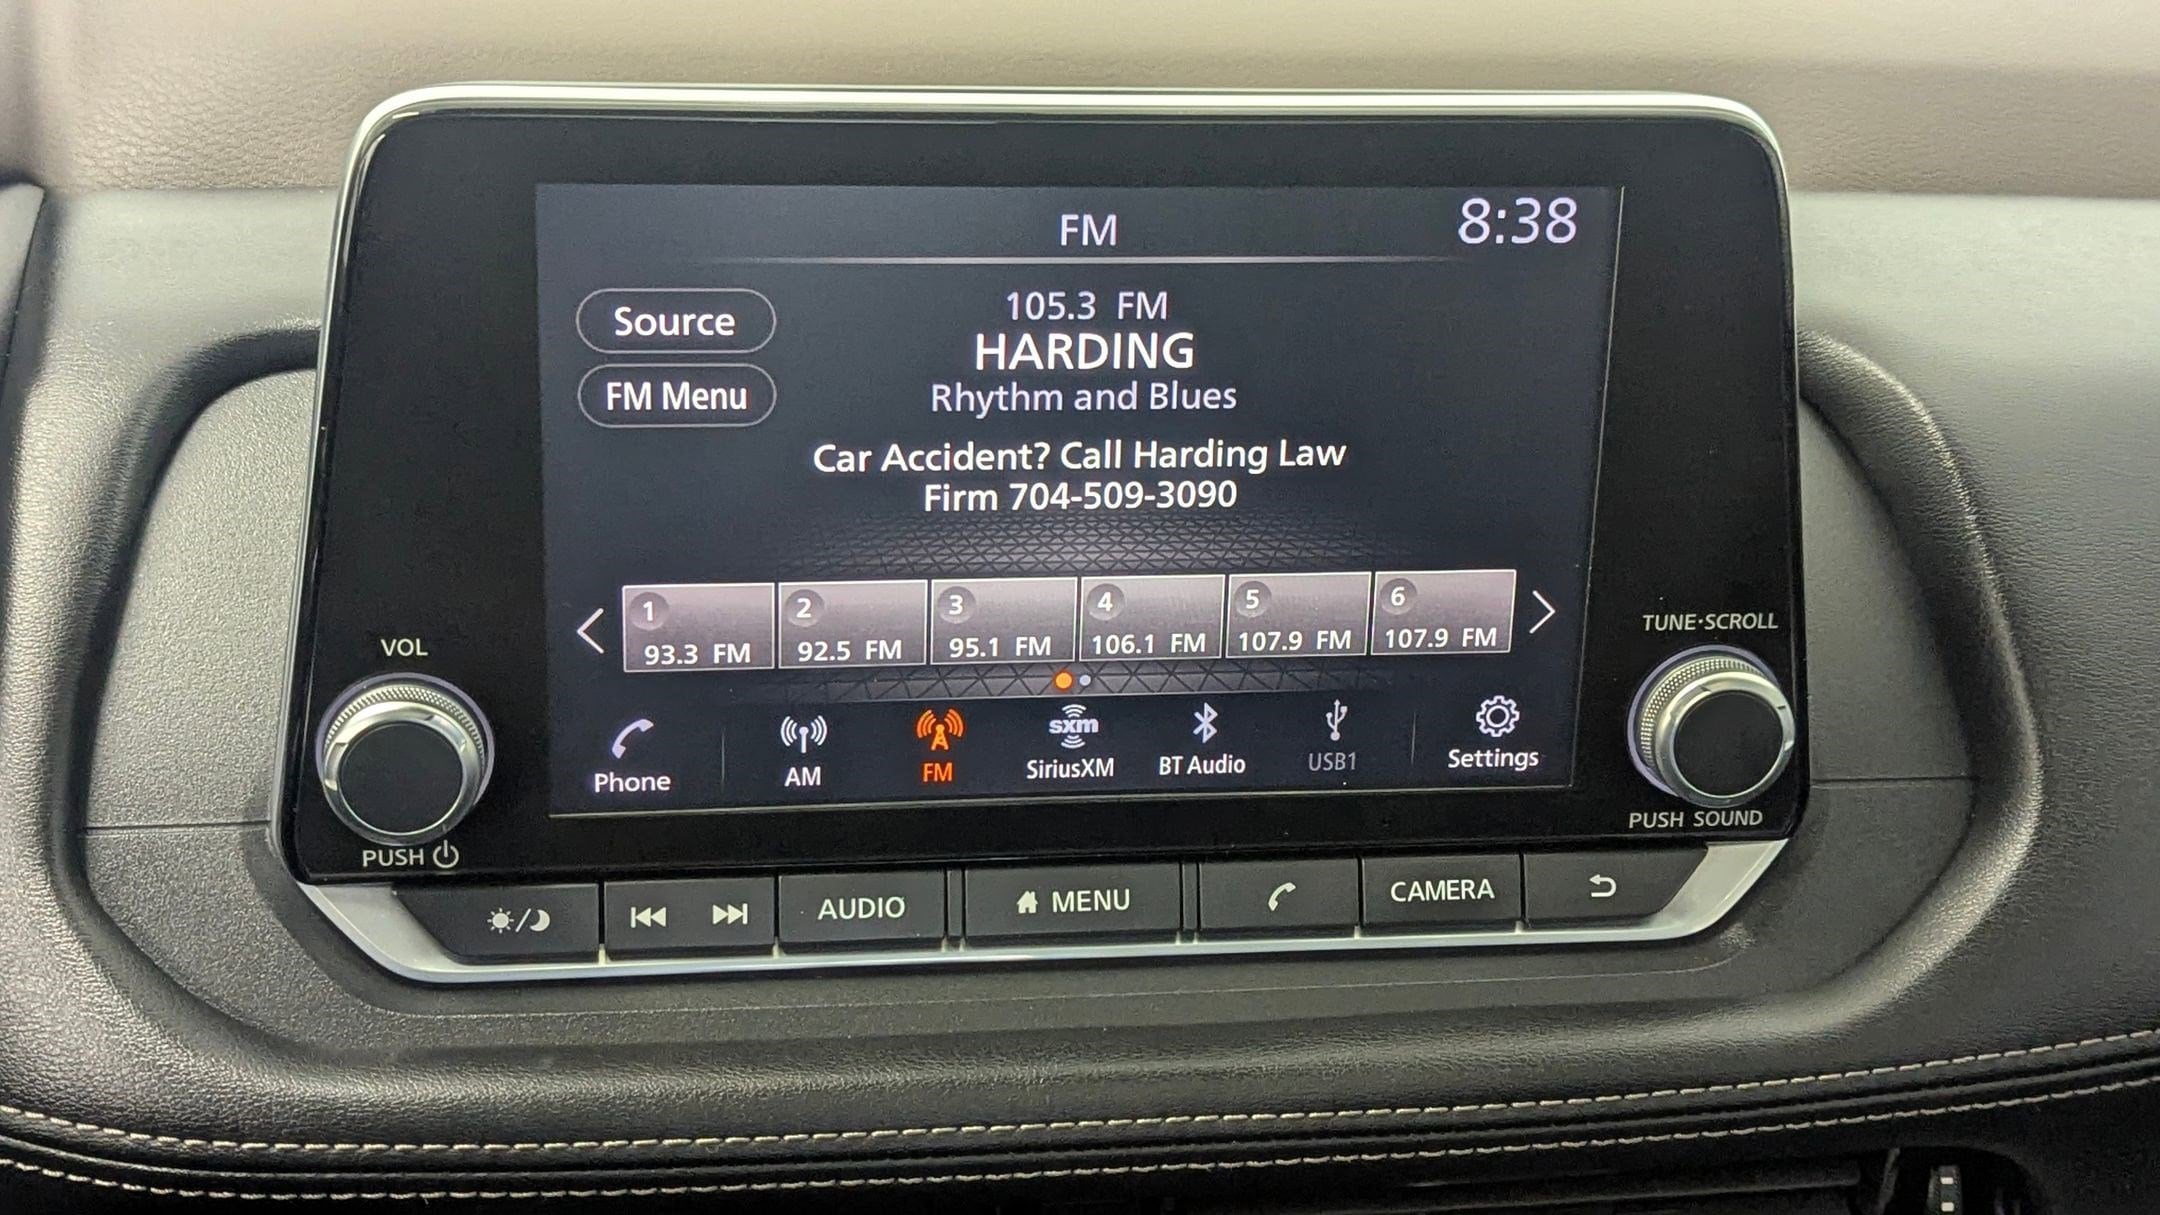 FM
8:38
Source
105.3 FM
HARDING
FM Menu
Rhythm and Blues
Car Accident? Call Harding Law
Firm 704-509-3090
1 2 3 4 5 6
93.3 FM 92.5 FM 95.1 FM 106.1 FM 107.9 FM 107.9 FM
VOL
TUNE·SCROLL
sxm
Phone AM FM SiriusXM BT Audio USB1 Settings
PUSH
PUSH SOUND
AUDIO MENU CAMERA